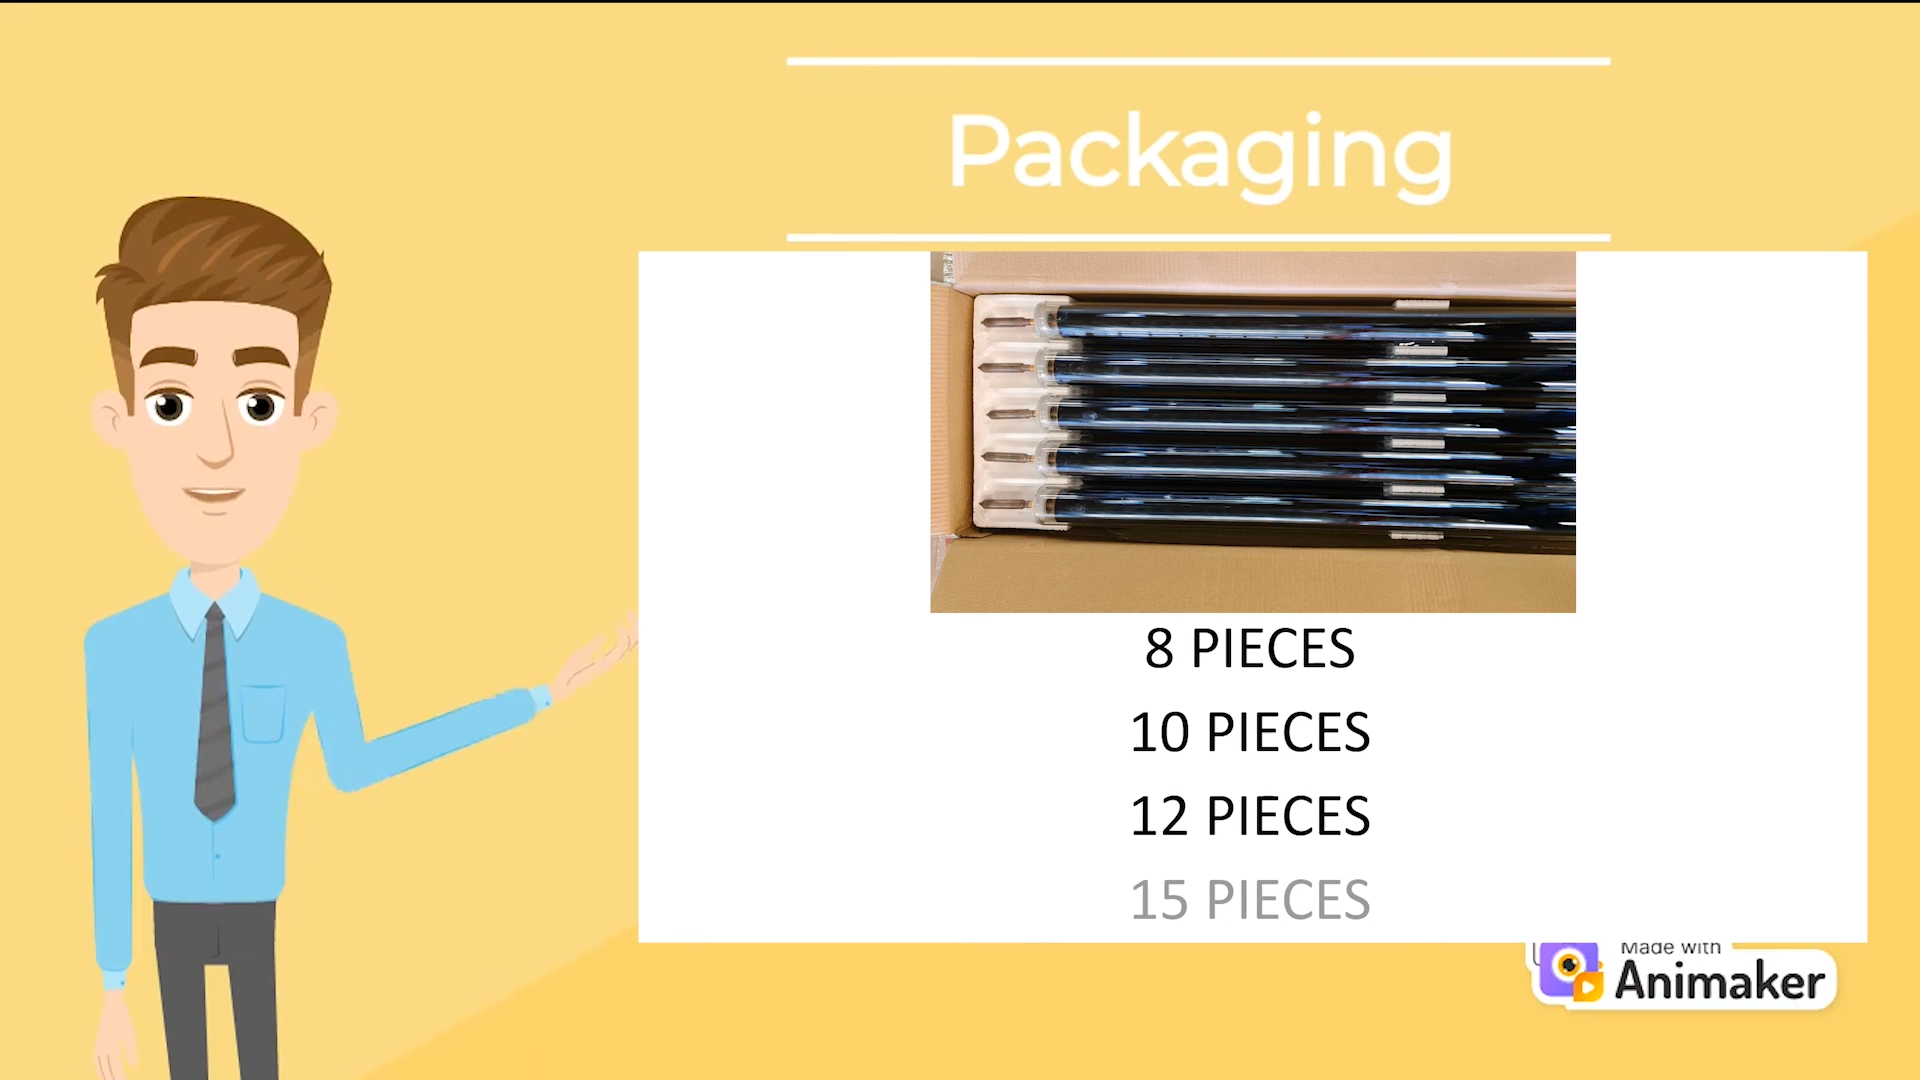 Packaging
8 PIECES
10 PIECES
12 PIECES
15 PIECES
Made with
Animaker